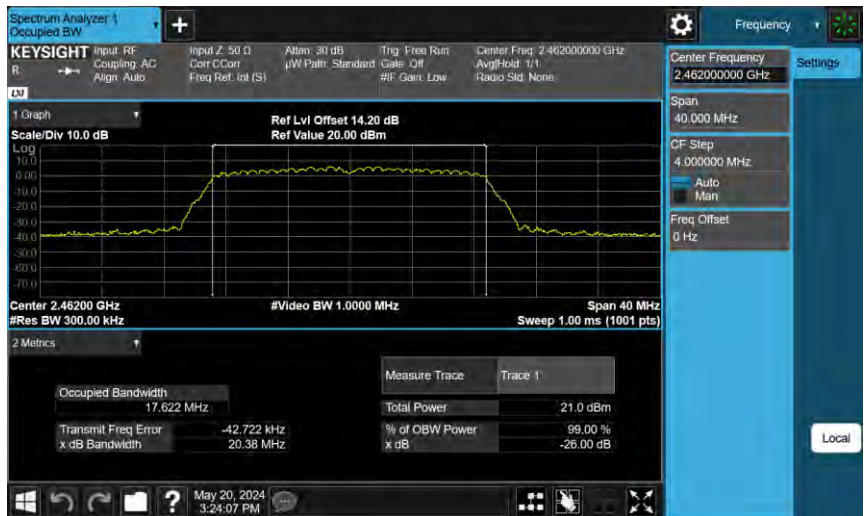 Spectrum Analyzer 1
Occupied BW
Frequency
KEYSIGHT Input: RF Input Z: 50 Ω Atten: 30 dB Trig: Free Run Center Freq: 2.462000000 GHz
R Coupling: AC Corr CCorr µW Path: Standard Gate: Off Avg|Hold: 1/1
Align: Auto Freq Ref: Int (S) #IF Gain: Low Radio Std: None
LXI
Center Frequency
2.462000000 GHz
Settings
Span
40.000 MHz
CF Step
4.000000 MHz
Auto
Man
Freq Offset
0 Hz
Local
1 Graph
Ref Lvl Offset 14.20 dB
Scale/Div 10.0 dB Ref Value 20.00 dBm
Log
10.0
0.00
-10.0
-20.0
-30.0
-40.0
-50.0
-60.0
-70.0
Center 2.46200 GHz #Video BW 1.0000 MHz Span 40 MHz
#Res BW 300.00 kHz Sweep 1.00 ms (1001 pts)
2 Metrics
Measure Trace Trace 1
Occupied Bandwidth
17.622 MHz Total Power 21.0 dBm
Transmit Freq Error -42.722 kHz % of OBW Power 99.00 %
x dB Bandwidth 20.38 MHz x dB -26.00 dB
?
May 20, 2024
3:24:07 PM